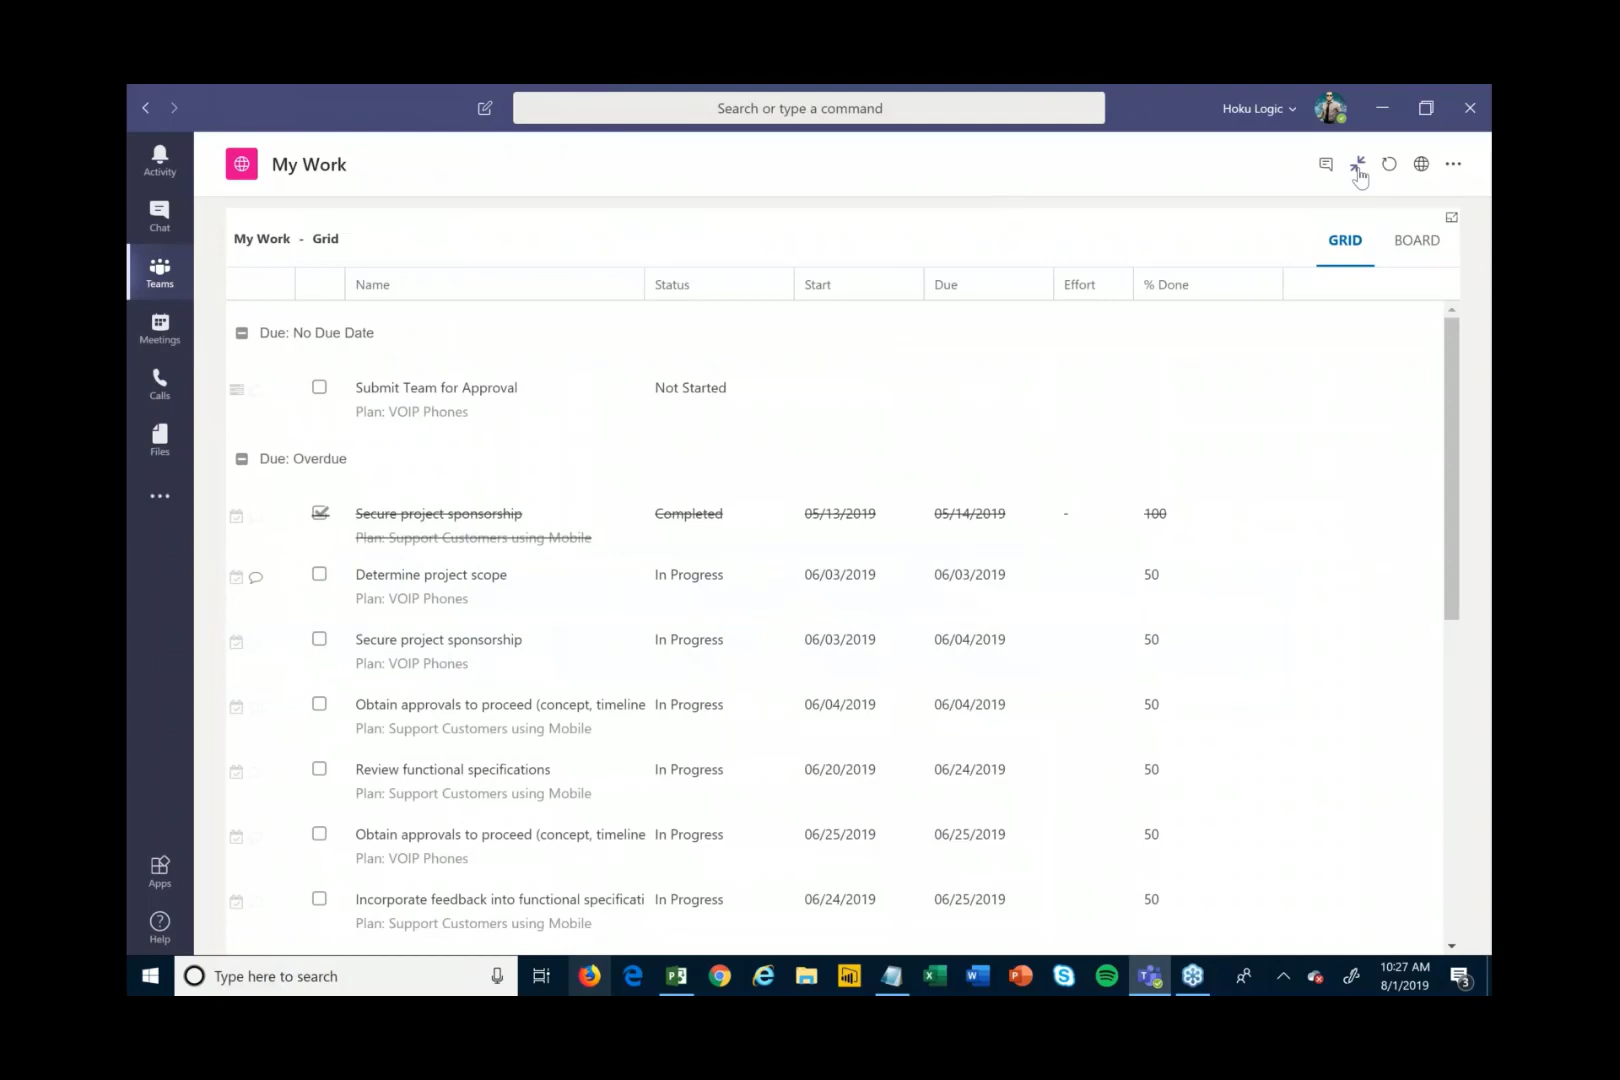 Search or type a command
Hoku Logic
Activity
Chat
Teams
Meetings
Calls
Files
Apps
Help
My Work
My Work - Grid
GRID BOARD
Name Status Start Due Effort % Done
Due: No Due Date
Submit Team for Approval Not Started
Plan: VOIP Phones
Due: Overdue
Secure project sponsorship Completed 05/13/2019 05/14/2019 - 100
Plan: Support Customers using Mobile
Determine project scope In Progress 06/03/2019 06/03/2019 50
Plan: VOIP Phones
Secure project sponsorship In Progress 06/03/2019 06/04/2019 50
Plan: VOIP Phones
Obtain approvals to proceed (concept, timeline In Progress 06/04/2019 06/04/2019 50
Plan: Support Customers using Mobile
Review functional specifications In Progress 06/20/2019 06/24/2019 50
Plan: Support Customers using Mobile
Obtain approvals to proceed (concept, timeline In Progress 06/25/2019 06/25/2019 50
Plan: VOIP Phones
Incorporate feedback into functional specificati In Progress 06/24/2019 06/25/2019 50
Plan: Support Customers using Mobile
Type here to search
10:27 AM
8/1/2019
3